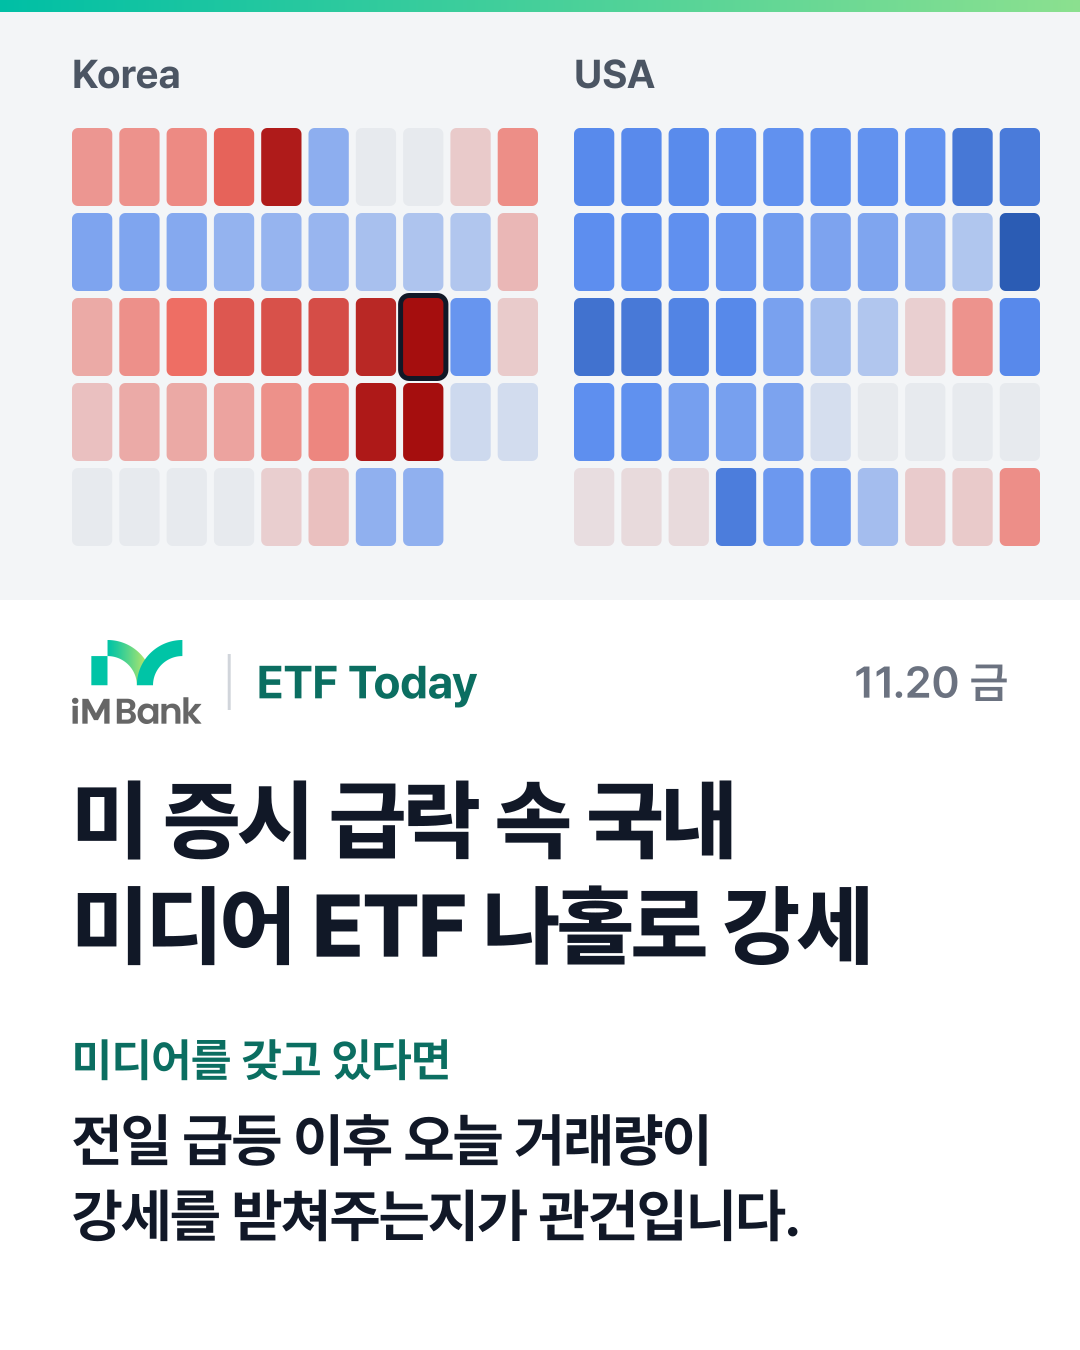 Korea
USA
iM Bank
ETF Today
11.20 금
미 증시 급락 속 국내
미디어 ETF 나홀로 강세
미디어를 갖고 있다면
전일 급등 이후 오늘 거래량이
강세를 받쳐주는지가 관건입니다.